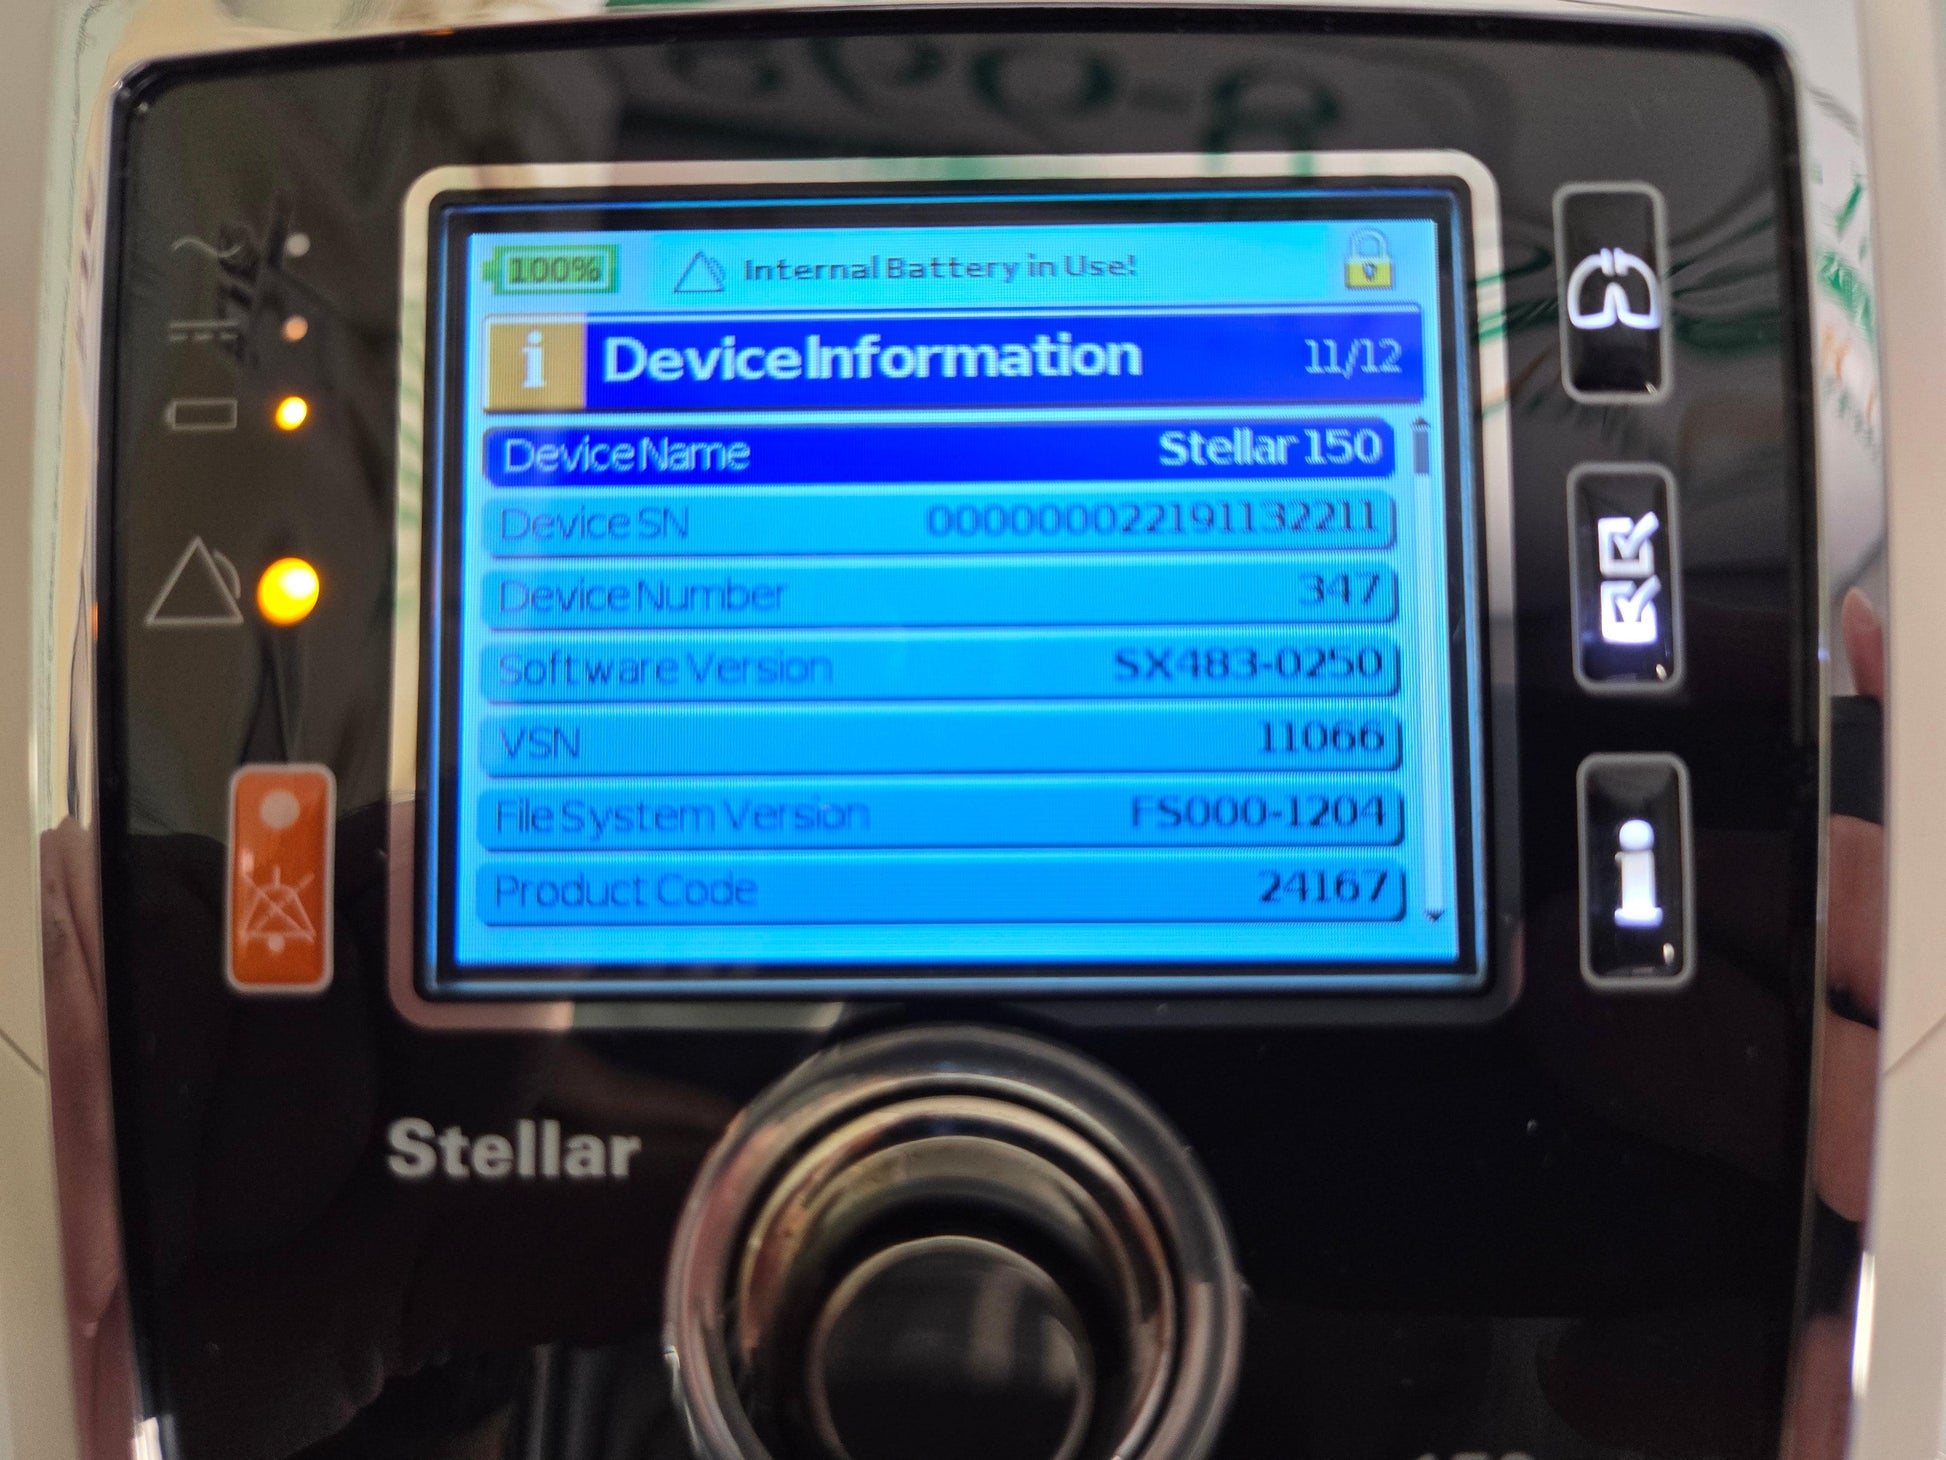 100% Internal Battery in Use!
i Device Information 11/12
Device Name Stellar 150
Device SN 000000022191132211
Device Number 347
Software Version SX483-0250
VSN 11066
File System Version FS000-1204
Product Code 24167
Stellar